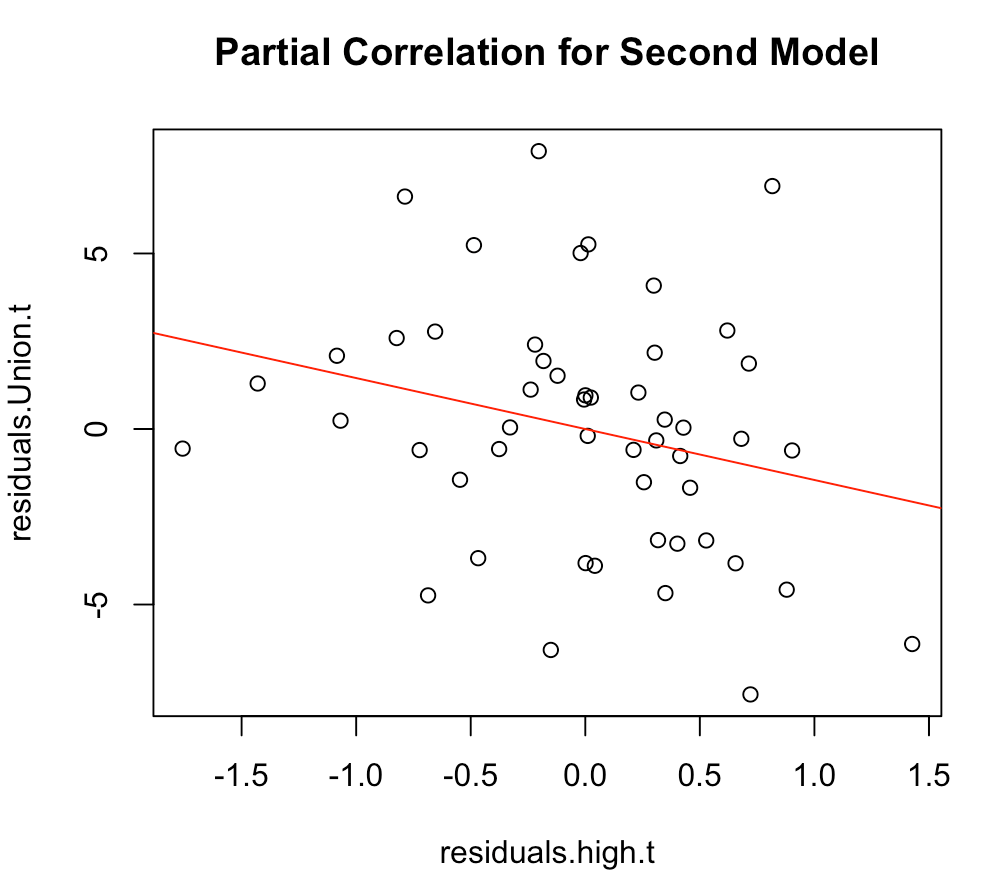 Partial Correlation for Second Model
residuals.Union.t
5
0
-5
-1.5 -1.0 -0.5 0.0 0.5 1.0 1.5
residuals.high.t